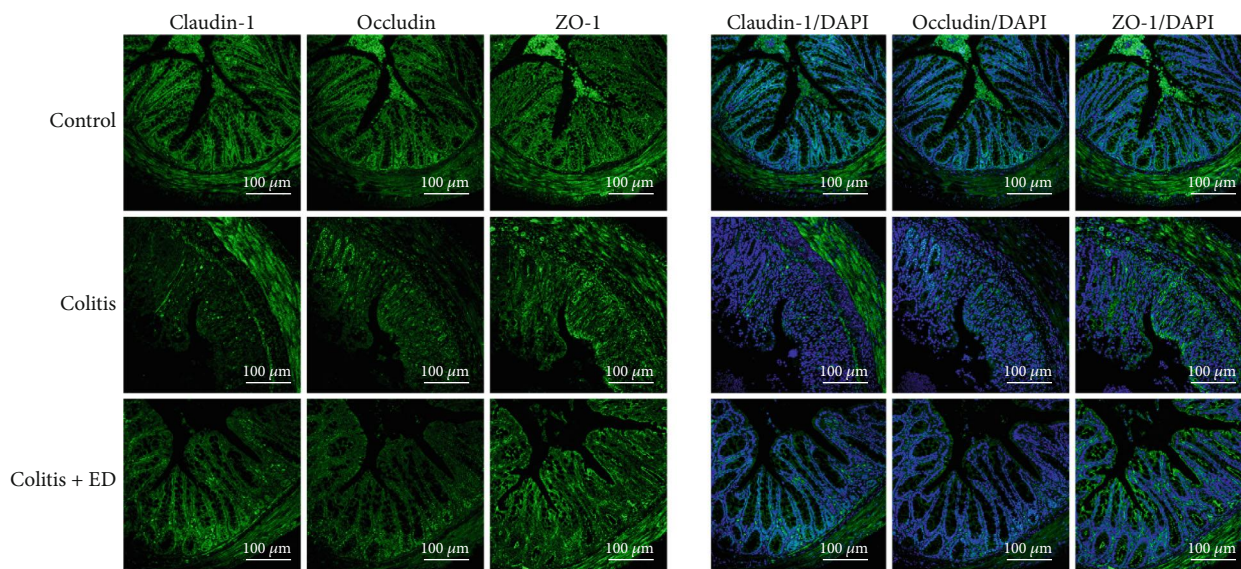 Claudin-1 Occludin ZO-1 Claudin-1/DAPI Occludin/DAPI ZO-1/DAPI
Control
100 µm 100 µm 100 µm 100 µm 100 µm 100 µm
Colitis
100 µm 100 µm 100 µm 100 µm 100 µm 100 µm
Colitis + ED
100 µm 100 µm 100 µm 100 µm 100 µm 100 µm